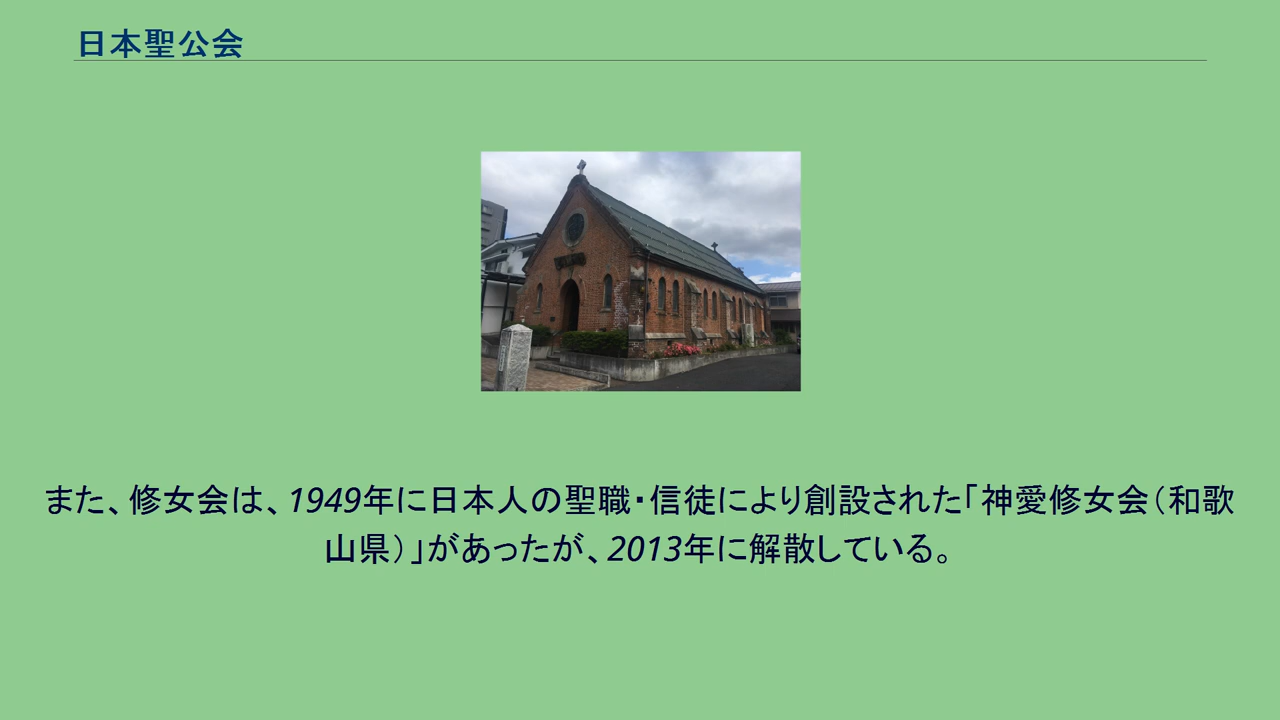 日本聖公会
また、修女会は、1949年に日本人の聖職・信徒により創設された「神愛修女会（和歌
山県）」があったが、2013年に解散している。